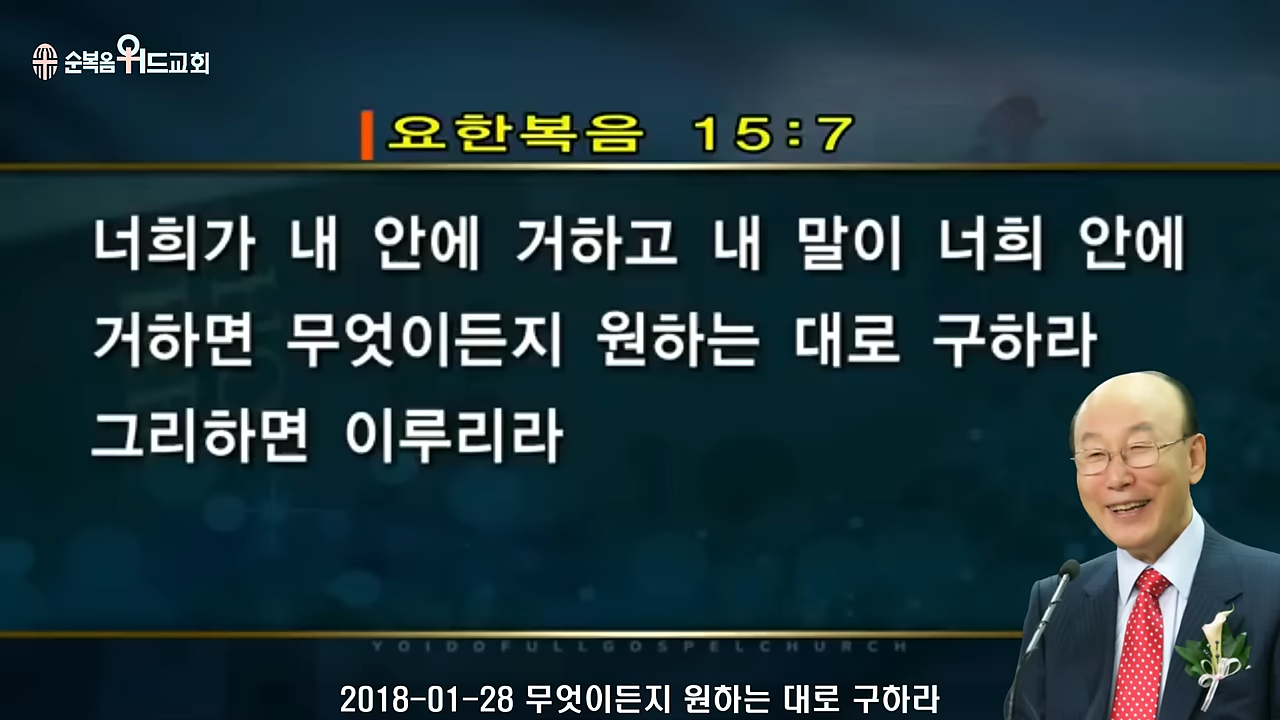 순복음워드교회
요한복음 15:7
너희가 내 안에 거하고 내 말이 너희 안에
거하면 무엇이든지 원하는 대로 구하라
그리하면 이루리라
YOIDOFULLGOSPELCHURCH
2018-01-28 무엇이든지 원하는 대로 구하라